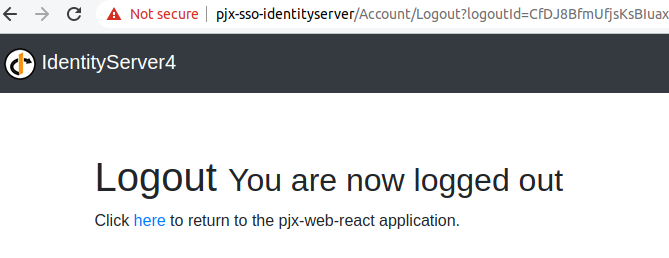 Not secure | pjx-sso-identityserver/Account/Logout?logoutId=CfDJ8BfmUfjsKsBIuax
IdentityServer4
Logout You are now logged out
Click here to return to the pjx-web-react application.